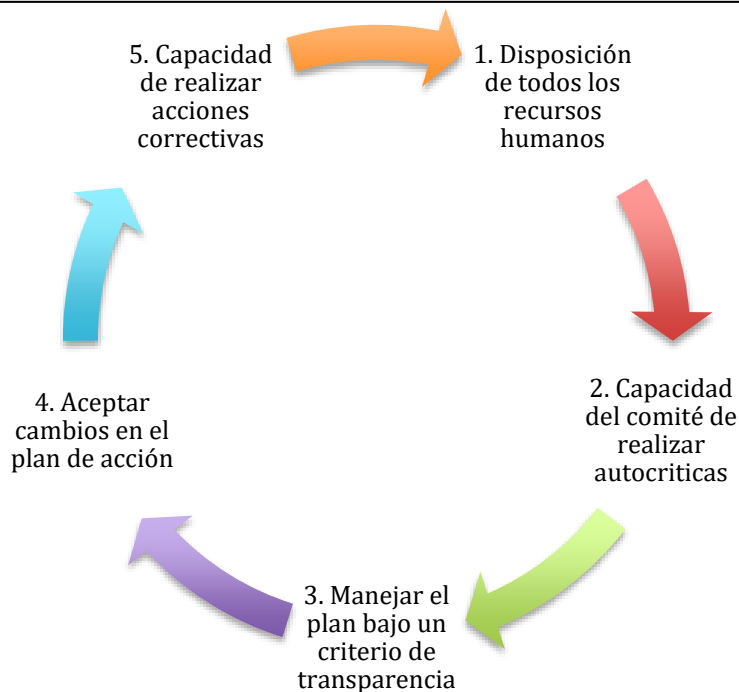 1. Disposición
de todos los
recursos
humanos
2. Capacidad
del comité de
realizar
autocriticas
3. Manejar el
plan bajo un
criterio de
transparencia
4. Aceptar
cambios en el
plan de acción
5. Capacidad
de realizar
acciones
correctivas